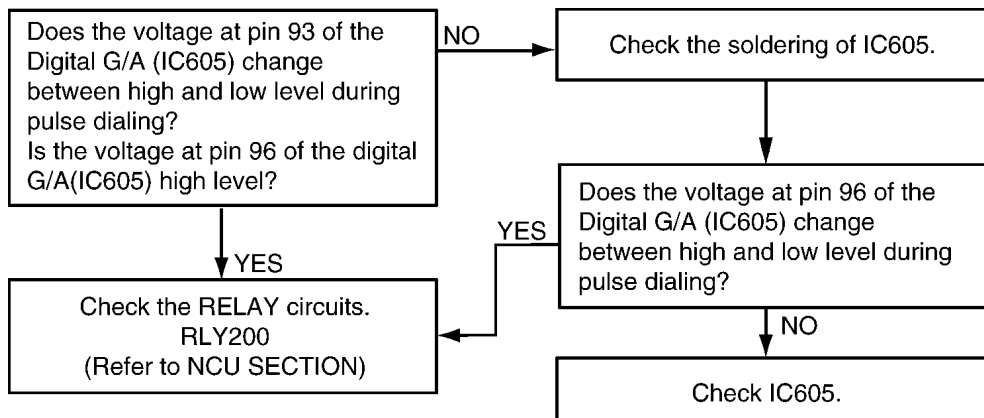 Does the voltage at pin 93 of the
Digital G/A (IC605) change
between high and low level during
pulse dialing?
Is the voltage at pin 96 of the digital
G/A(IC605) high level?
NO
Check the soldering of IC605.
YES
Does the voltage at pin 96 of the
Digital G/A (IC605) change
between high and low level during
pulse dialing?
YES
Check the RELAY circuits.
RLY200
(Refer to NCU SECTION)
NO
Check IC605.